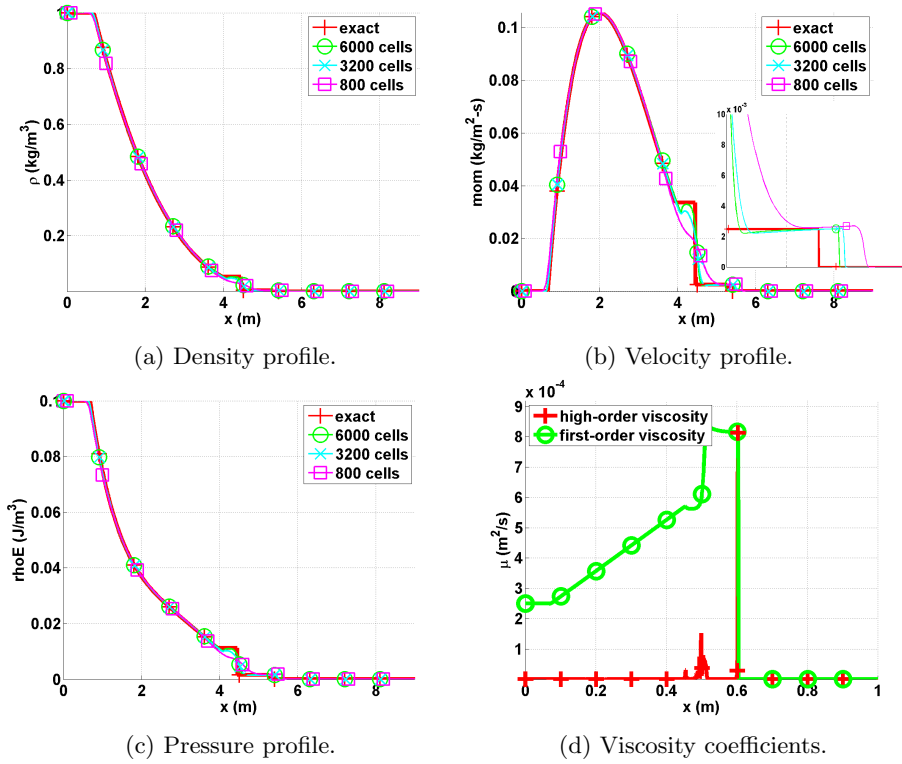 1
0.8
0.6
0.4
0.2
ρ (kg/m³)
0 2 4 6 8
x (m)
exact
6000 cells
3200 cells
800 cells
(a) Density profile.
0.1
0.08
0.06
0.04
0.02
0
mom (kg/m²-s)
0 2 4 6 8
x (m)
exact
6000 cells
3200 cells
800 cells
x 10⁻³
10
8
6
4
2
0
(b) Velocity profile.
0.1
0.08
0.06
0.04
0.02
0
rhoE (J/m³)
0 2 4 6 8
x (m)
exact
6000 cells
3200 cells
800 cells
(c) Pressure profile.
x 10⁻⁴
9
8
7
6
5
4
3
2
1
0
μ (m²/s)
0 0.2 0.4 0.6 0.8 1
x (m)
high-order viscosity
first-order viscosity
(d) Viscosity coefficients.